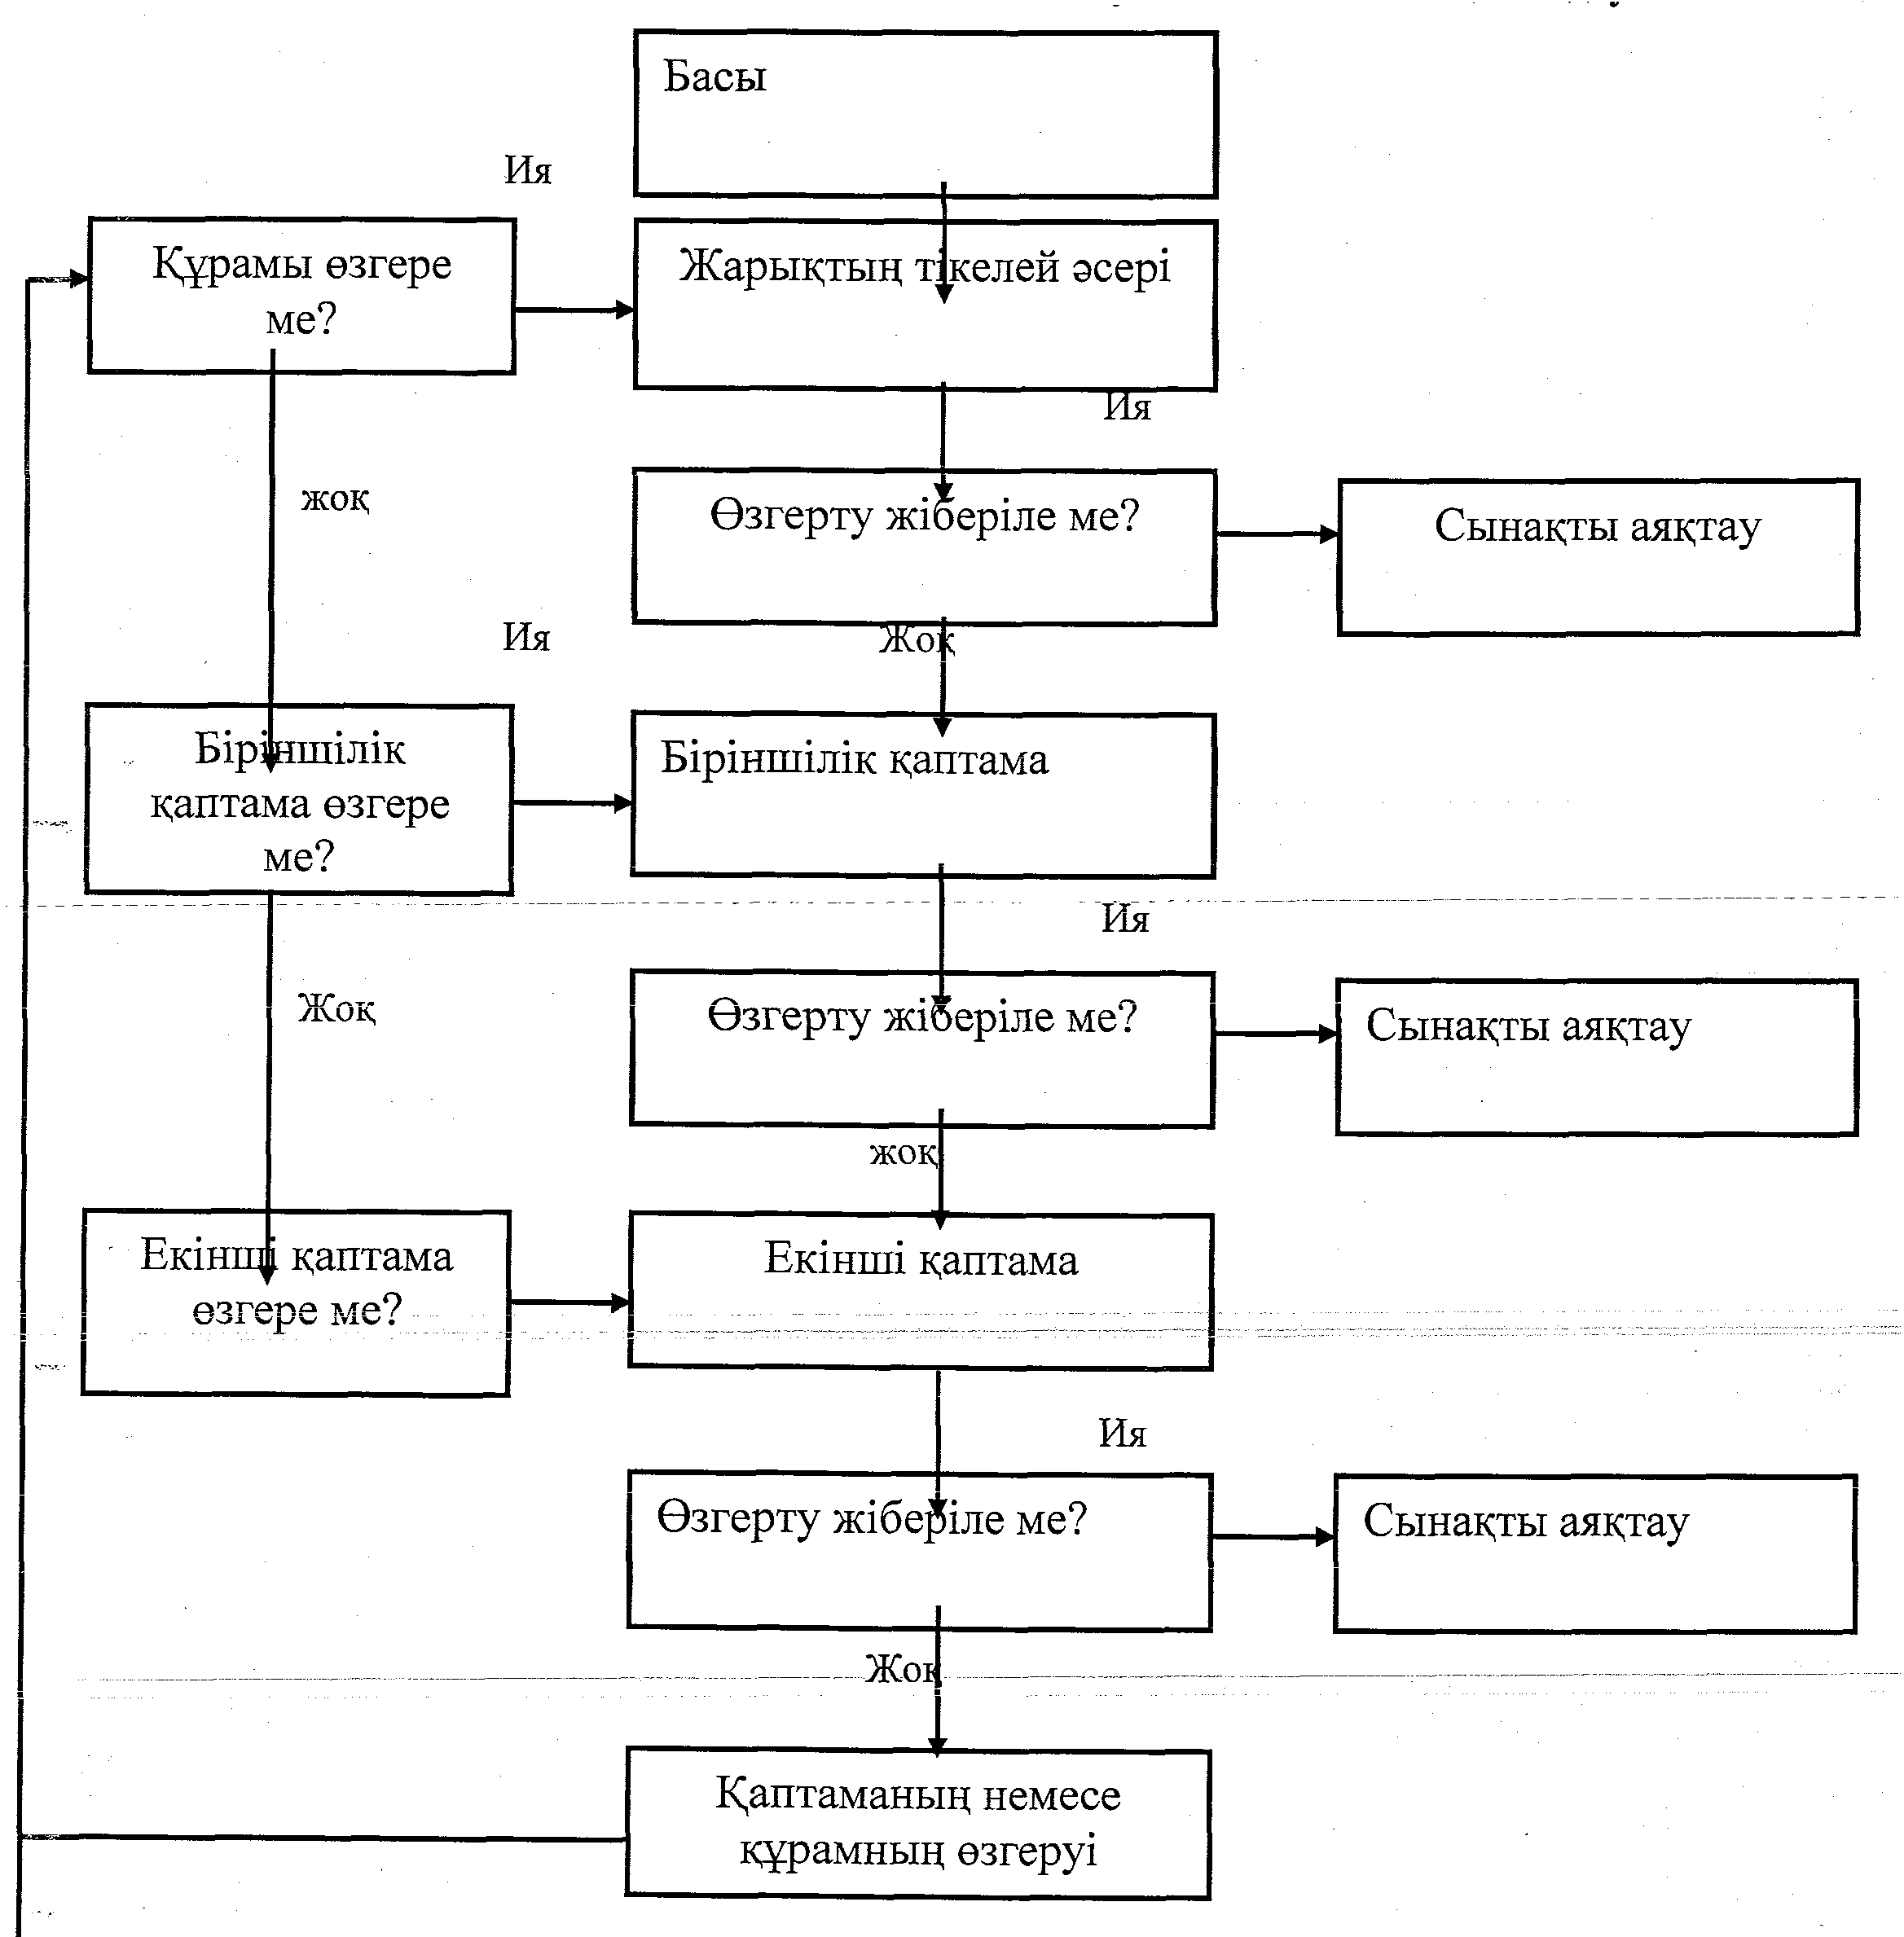 Басы
Ия
Құрамы өзгере
ме?
Жарықтың тікелей әсері
Ия
жоқ
Өзгерту жіберіле ме?
Сынақты аяқтау
Ия
Жоқ
Біріншілік
қаптама өзгере
ме?
Біріншілік қаптама
Ия
Жоқ
Өзгерту жіберіле ме?
Сынақты аяқтау
жоқ
Екінші қаптама
өзгере ме?
Екінші қаптама
Ия
Өзгерту жіберіле ме?
Сынақты аяқтау
Жоқ
Қаптаманың немесе
құрамның өзгеруі